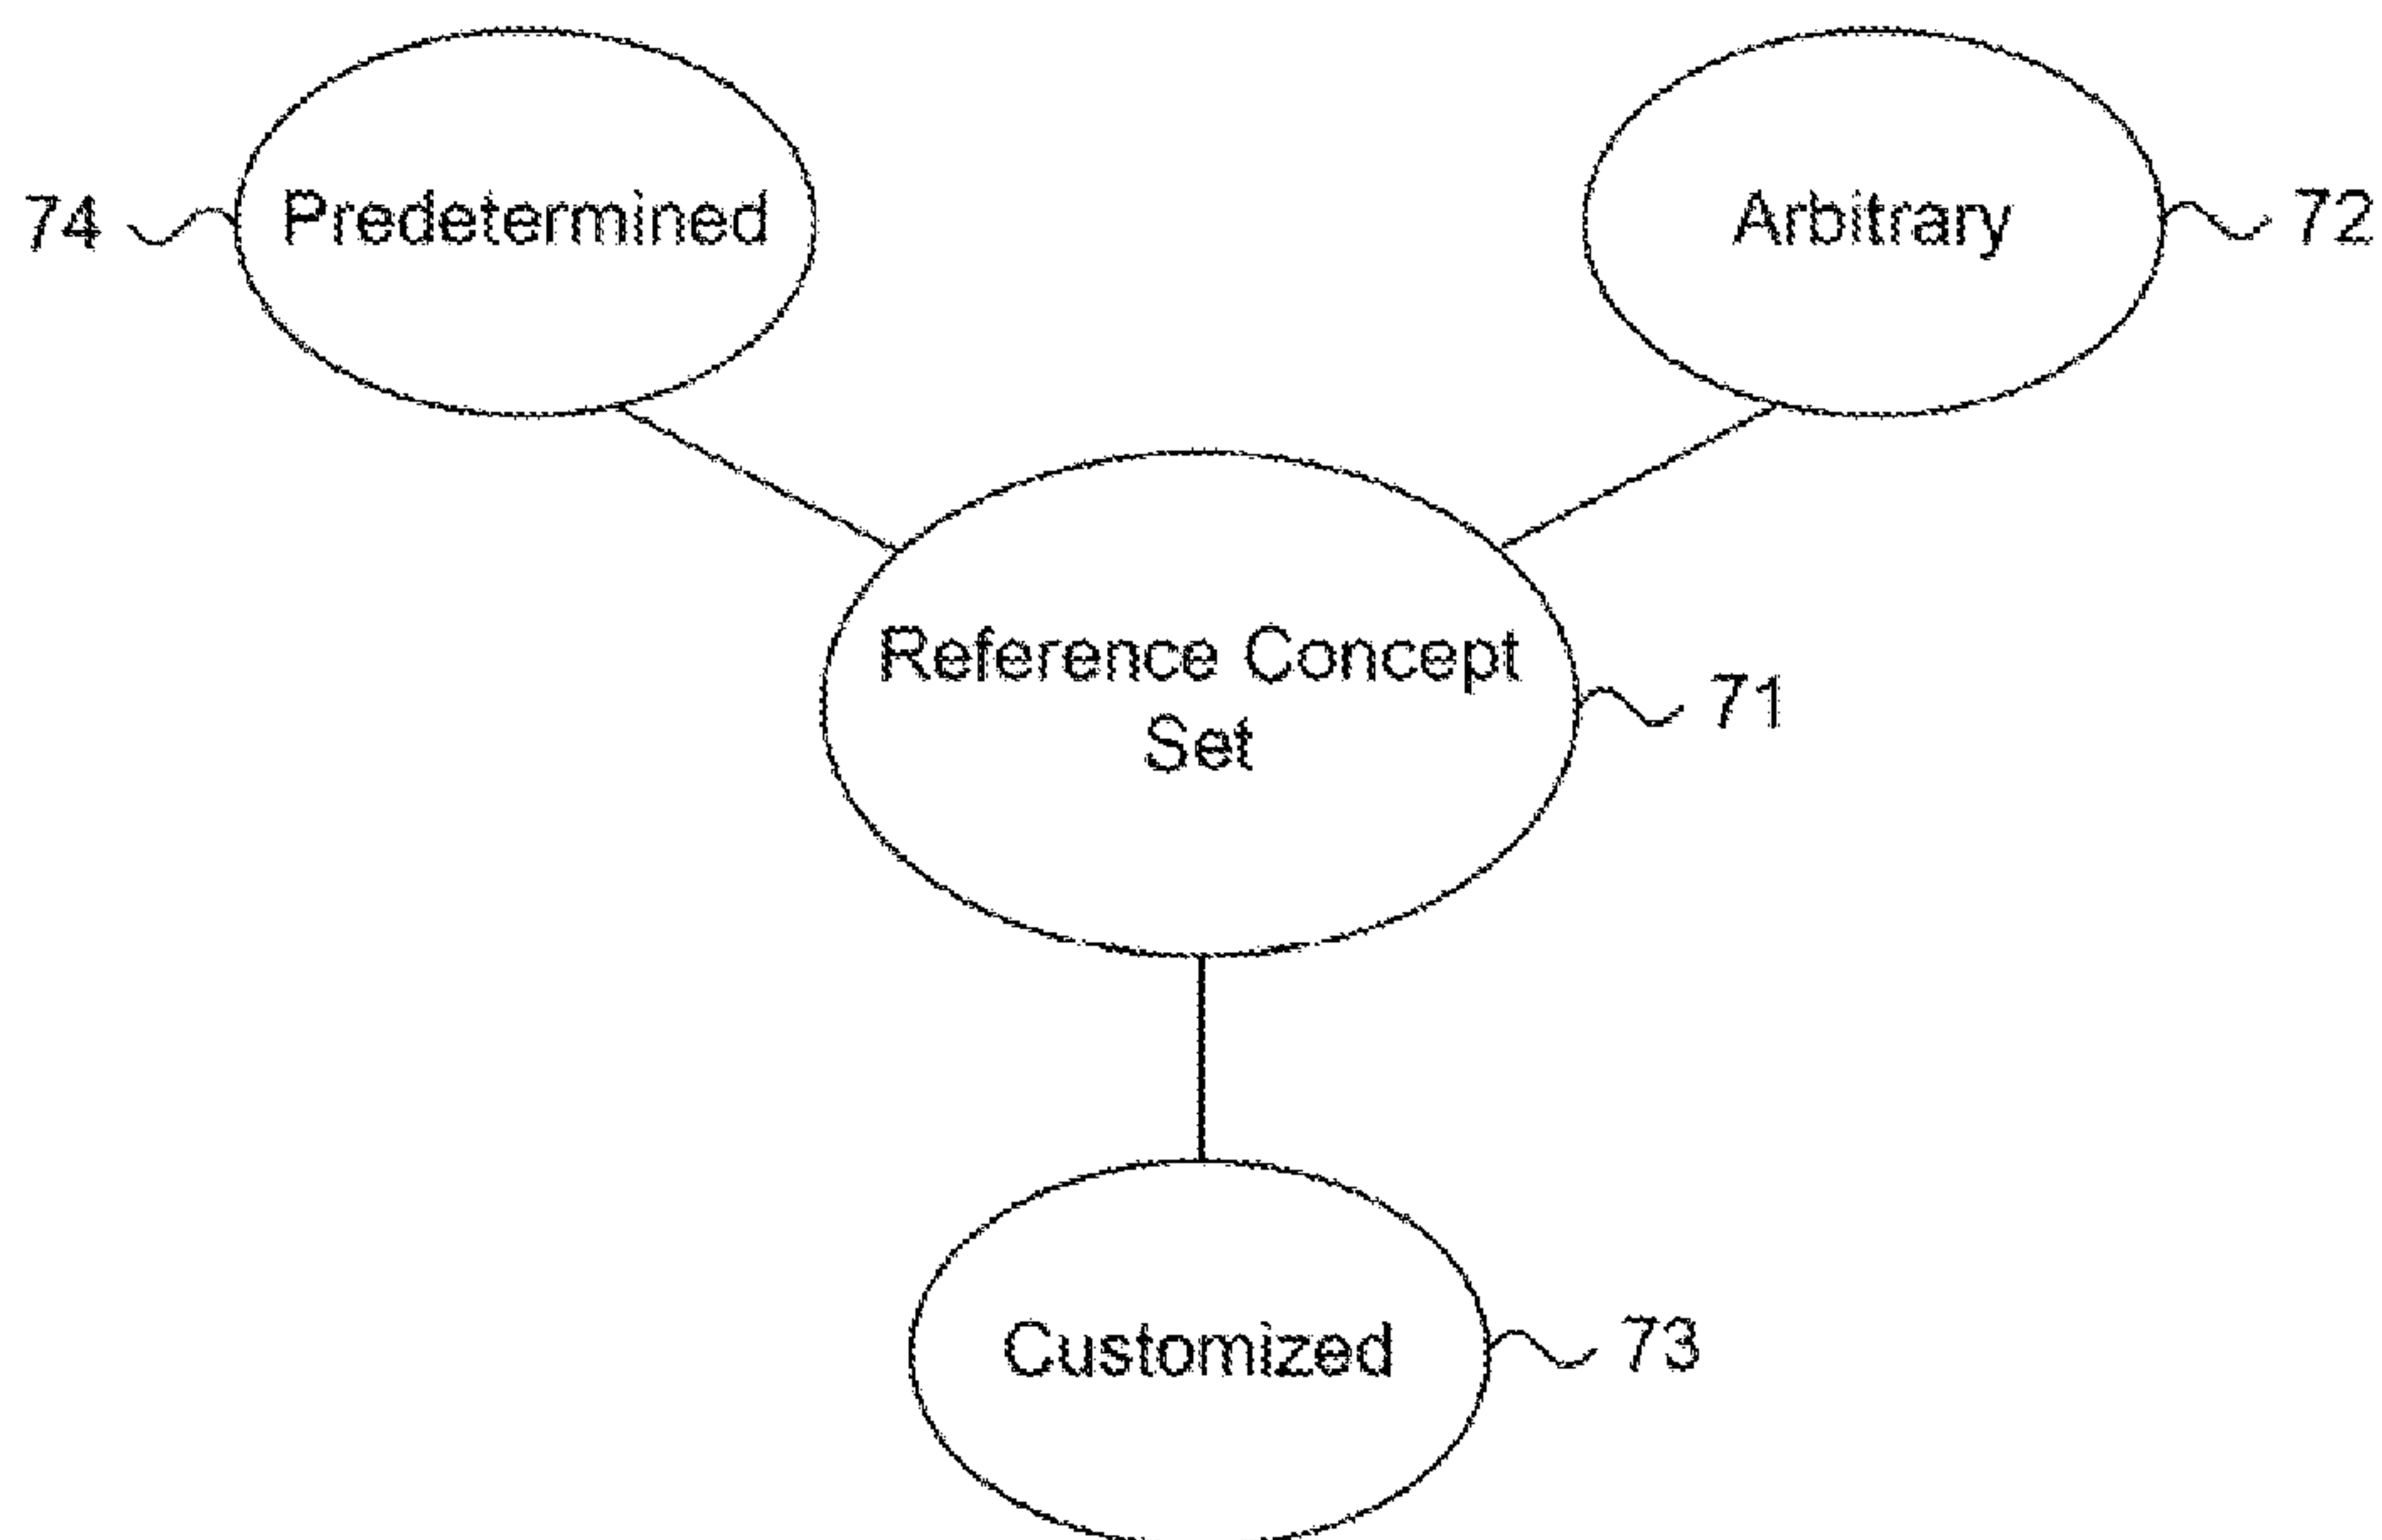 74
Predetermined
Arbitrary
72
Reference Concept
Set
71
Customized
73